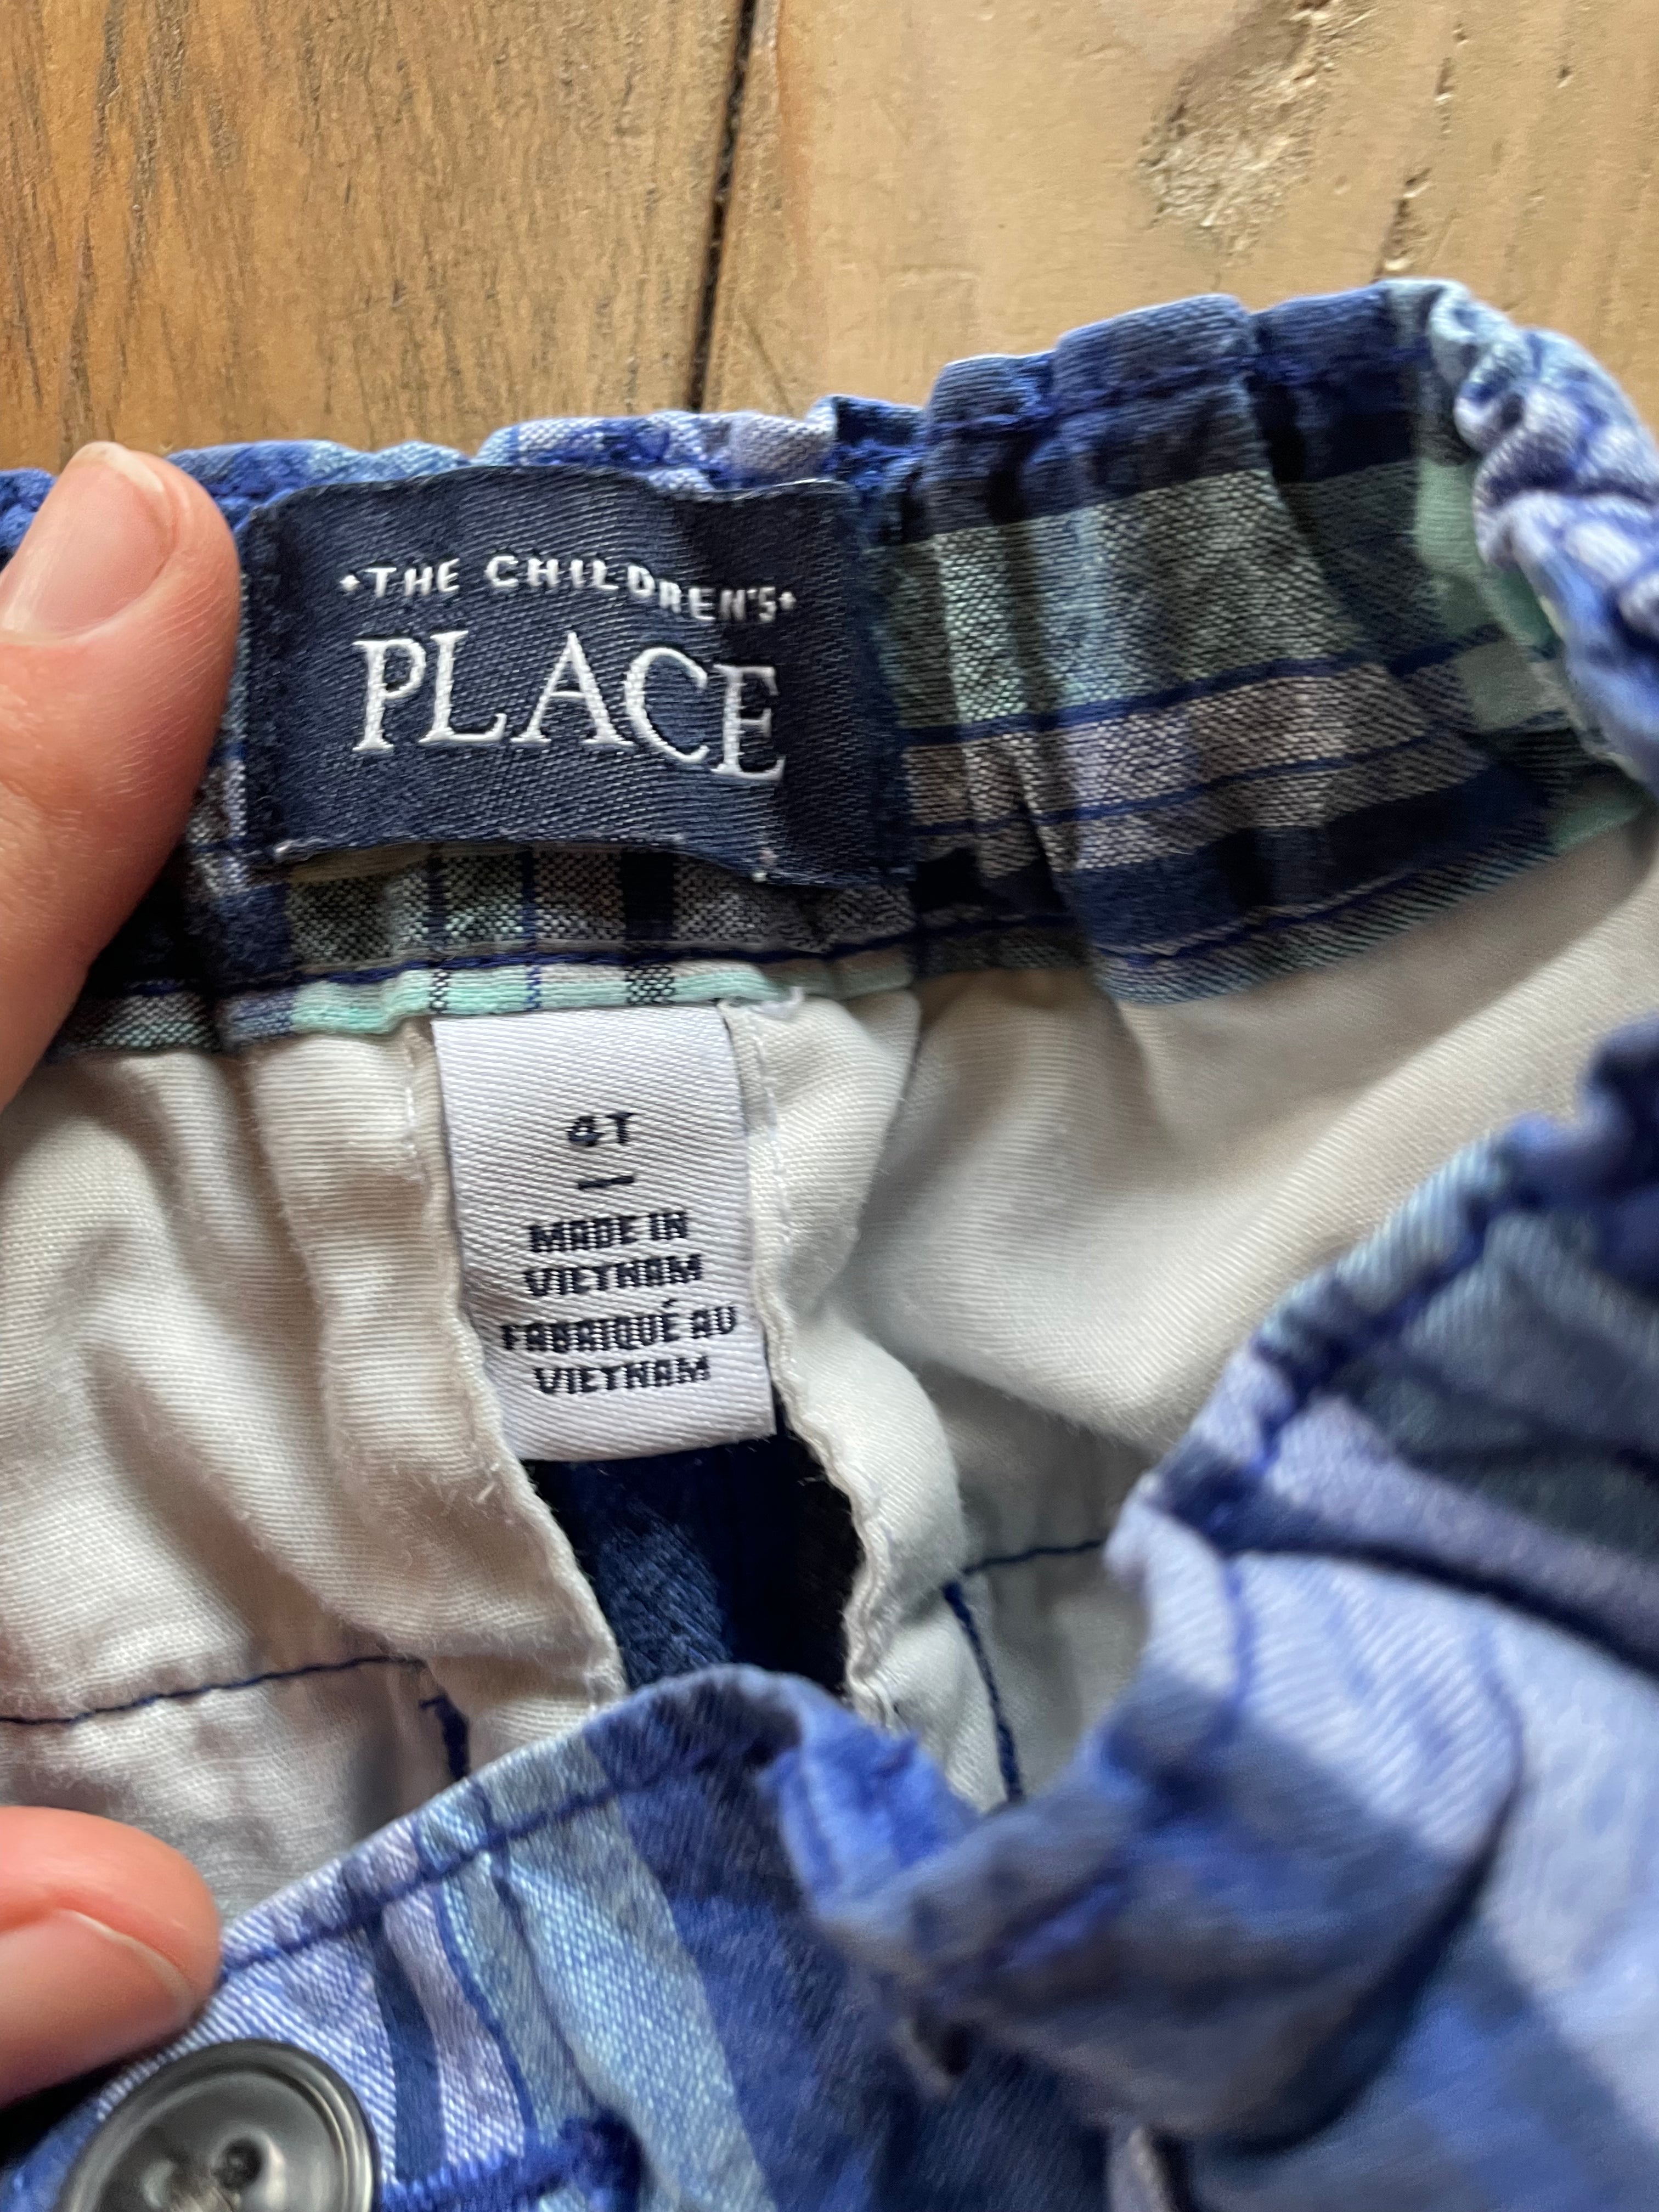 •THE CHILDREN'S•
PLACE
4T
—
MADE IN
VIETNAM
FABRIQUÉ AU
VIETNAM